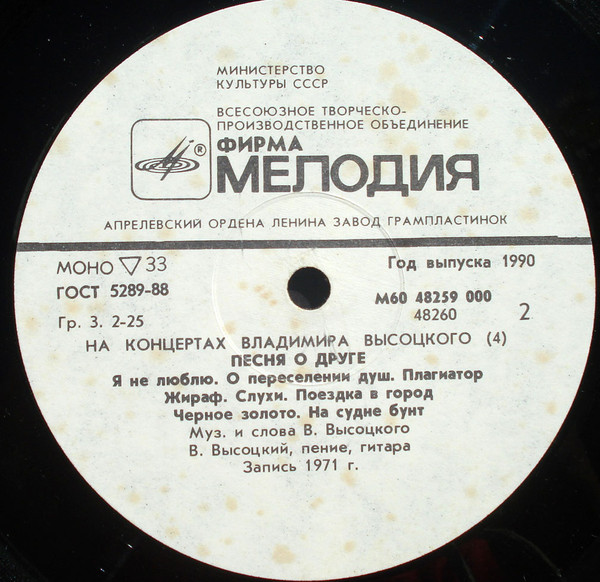 МИНИСТЕРСТВО
КУЛЬТУРЫ СССР
ВСЕСОЮЗНОЕ ТВОРЧЕСКО-
ПРОИЗВОДСТВЕННОЕ ОБЪЕДИНЕНИЕ
ФИРМА
®
МЕЛОДИЯ
АПРЕЛЕВСКИЙ ОРДЕНА ЛЕНИНА ЗАВОД ГРАМПЛАСТИНОК
МОНО ▽ 33
Год выпуска 1990
ГОСТ 5289-88
М60 48259 000
48260
2
Гр. 3. 2-25
НА КОНЦЕРТАХ ВЛАДИМИРА ВЫСОЦКОГО (4)
ПЕСНЯ О ДРУГЕ
Я не люблю. О переселении душ. Плагиатор
Жираф. Слухи. Поездка в город
Черное золото. На судне бунт
Муз. и слова В. Высоцкого
В. Высоцкий, пение, гитара
Запись 1971 г.